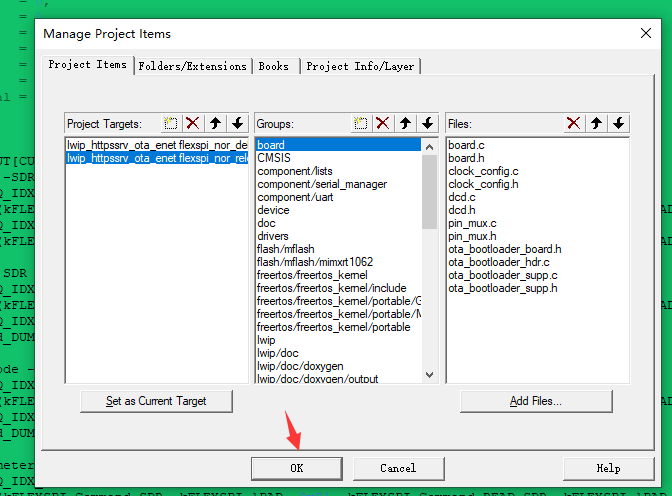 Manage Project Items
Project Items
Folders/Extensions
Books
Project Info/Layer
Project Targets:
lwip_httpssrv_ota_enet flexspi_nor_de
lwip_httpssrv_ota_enet flexspi_nor_rele
Set as Current Target
Groups:
board
CMSIS
component/lists
component/serial_manager
component/uart
device
doc
drivers
flash/mflash
flash/mflash/mimxrt1062
freertos/freertos_kernel
freertos/freertos_kernel/include
freertos/freertos_kernel/portable/G
freertos/freertos_kernel/portable/M
freertos/freertos_kernel/portable
lwip
lwip/doc
lwip/doc/doxygen
lwip/doc/doxygen/output
Files:
board.c
board.h
clock_config.c
clock_config.h
dcd.c
dcd.h
pin_mux.c
pin_mux.h
ota_bootloader_board.h
ota_bootloader_hdr.c
ota_bootloader_supp.c
ota_bootloader_supp.h
Add Files...
OK
Cancel
Help